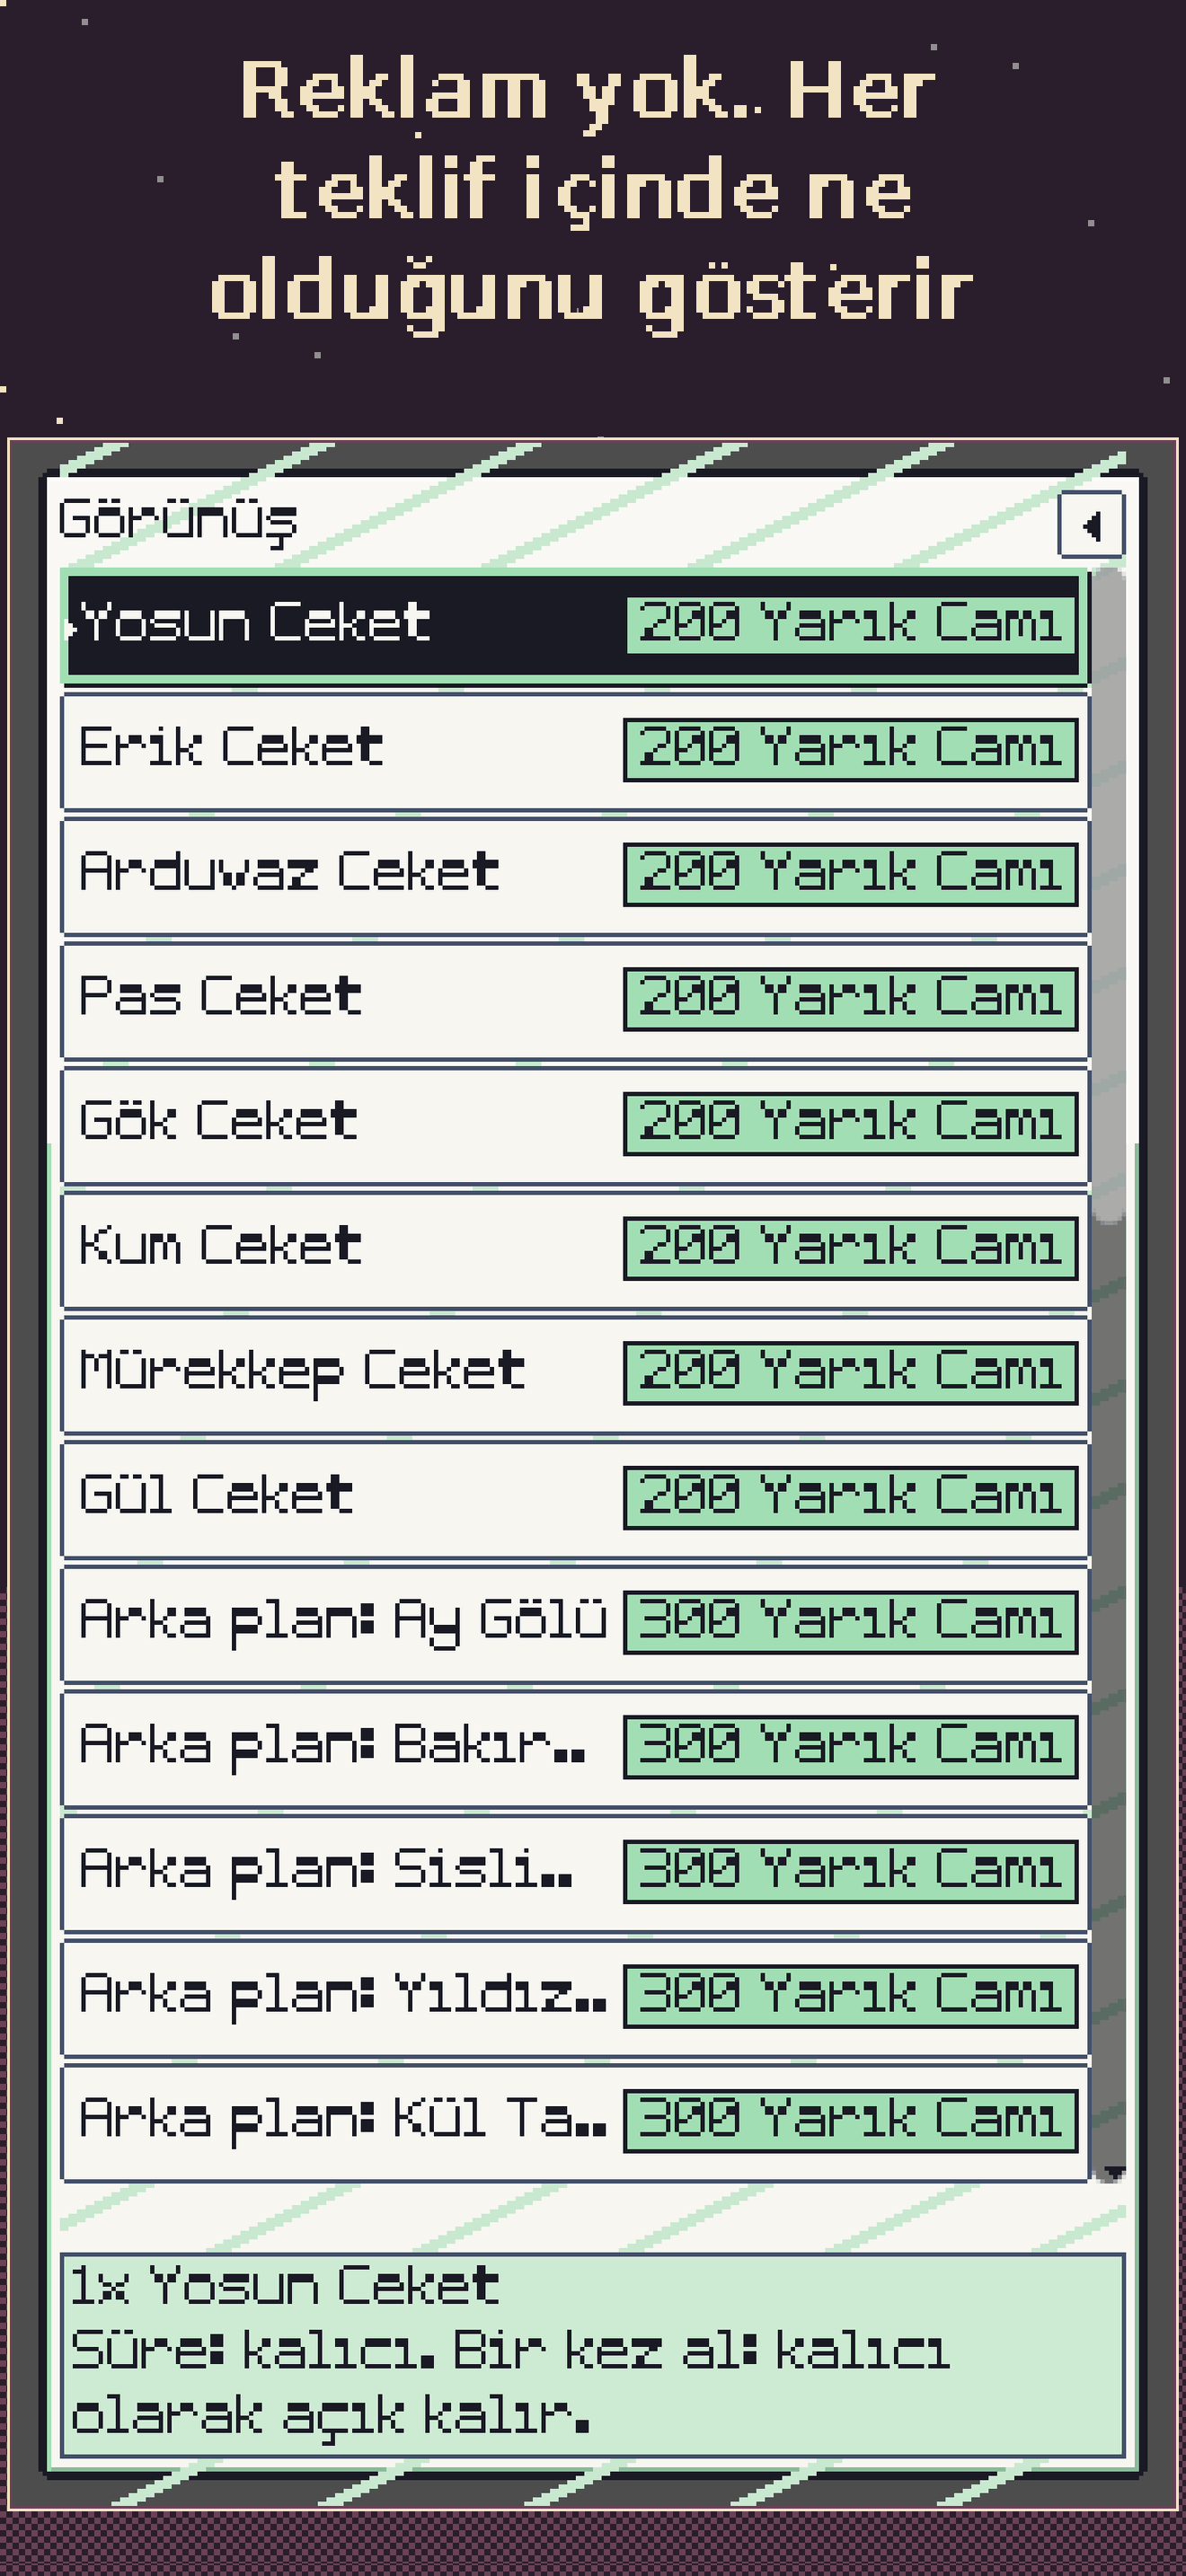 Reklam yok. Her
teklif içinde ne
olduğunu gösterir
Görünüş
Yosun Ceket 200 Yarık Camı
Erik Ceket 200 Yarık Camı
Arduvaz Ceket 200 Yarık Camı
Pas Ceket 200 Yarık Camı
Gök Ceket 200 Yarık Camı
Kum Ceket 200 Yarık Camı
Mürekkep Ceket 200 Yarık Camı
Gül Ceket 200 Yarık Camı
Arka plan: Ay Gölü 300 Yarık Camı
Arka plan: Bakır.. 300 Yarık Camı
Arka plan: Sisli.. 300 Yarık Camı
Arka plan: Yıldız.. 300 Yarık Camı
Arka plan: Kül Ta.. 300 Yarık Camı
1x Yosun Ceket
Süre: kalıcı. Bir kez al: kalıcı
olarak açık kalır.